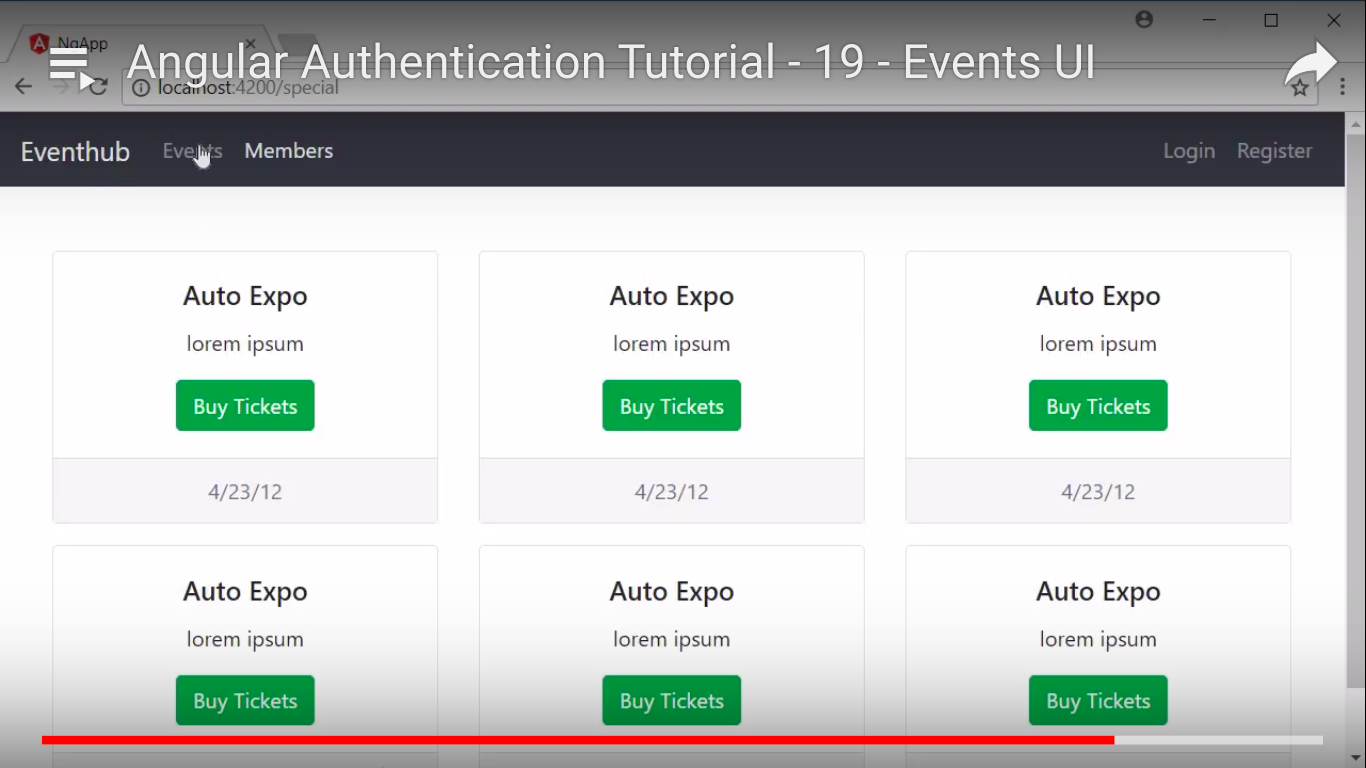 NgApp
Angular Authentication Tutorial - 19 - Events UI
localhost:4200/special
Eventhub Events Members Login Register
Auto Expo Auto Expo Auto Expo
lorem ipsum lorem ipsum lorem ipsum
Buy Tickets Buy Tickets Buy Tickets
4/23/12 4/23/12 4/23/12
Auto Expo Auto Expo Auto Expo
lorem ipsum lorem ipsum lorem ipsum
Buy Tickets Buy Tickets Buy Tickets